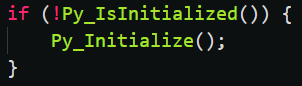 if (!Py_IsInitialized()) {
    Py_Initialize();
}